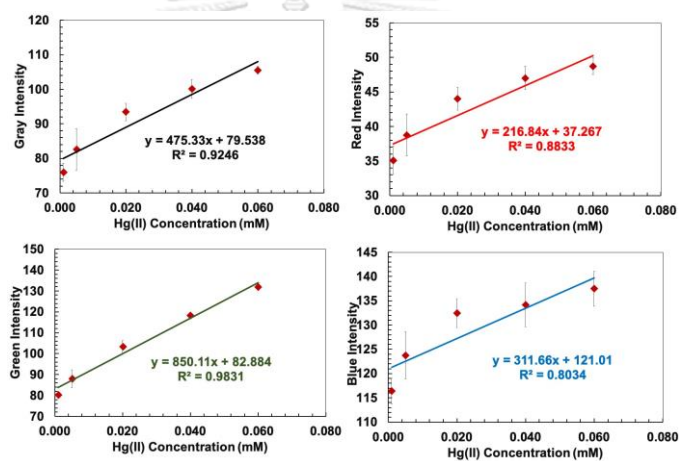 Gray Intensity
120
110
100
90
80
70
y = 475.33x + 79.538
R² = 0.9246
0.000 0.020 0.040 0.060 0.080
Hg(II) Concentration (mM)
Red Intensity
55
50
45
40
35
30
y = 216.84x + 37.267
R² = 0.8833
0.000 0.020 0.040 0.060 0.080
Hg(II) Concentration (mM)
Green Intensity
150
140
130
120
110
100
90
80
70
y = 850.11x + 82.884
R² = 0.9831
0.000 0.020 0.040 0.060 0.080
Hg(II) Concentration (mM)
Blue Intensity
145
140
135
130
125
120
115
110
y = 311.66x + 121.01
R² = 0.8034
0.000 0.020 0.040 0.060 0.080
Hg(II) Concentration (mM)